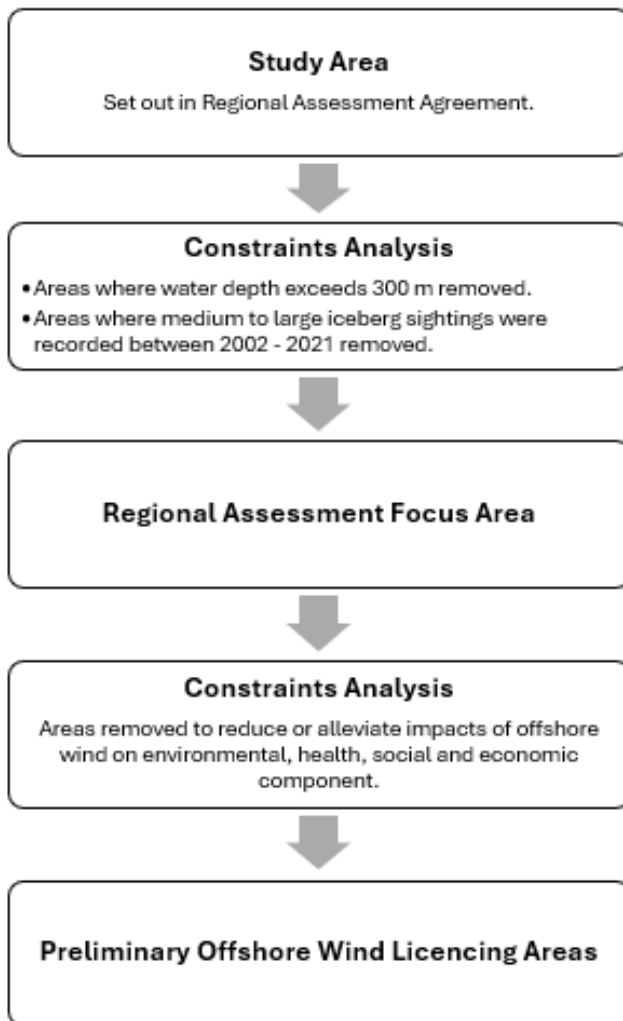 Study Area
Set out in Regional Assessment Agreement.
Constraints Analysis
•Areas where water depth exceeds 300 m removed.
•Areas where medium to large iceberg sightings were
recorded between 2002 - 2021 removed.
Regional Assessment Focus Area
Constraints Analysis
Areas removed to reduce or alleviate impacts of offshore
wind on environmental, health, social and economic
component.
Preliminary Offshore Wind Licencing Areas